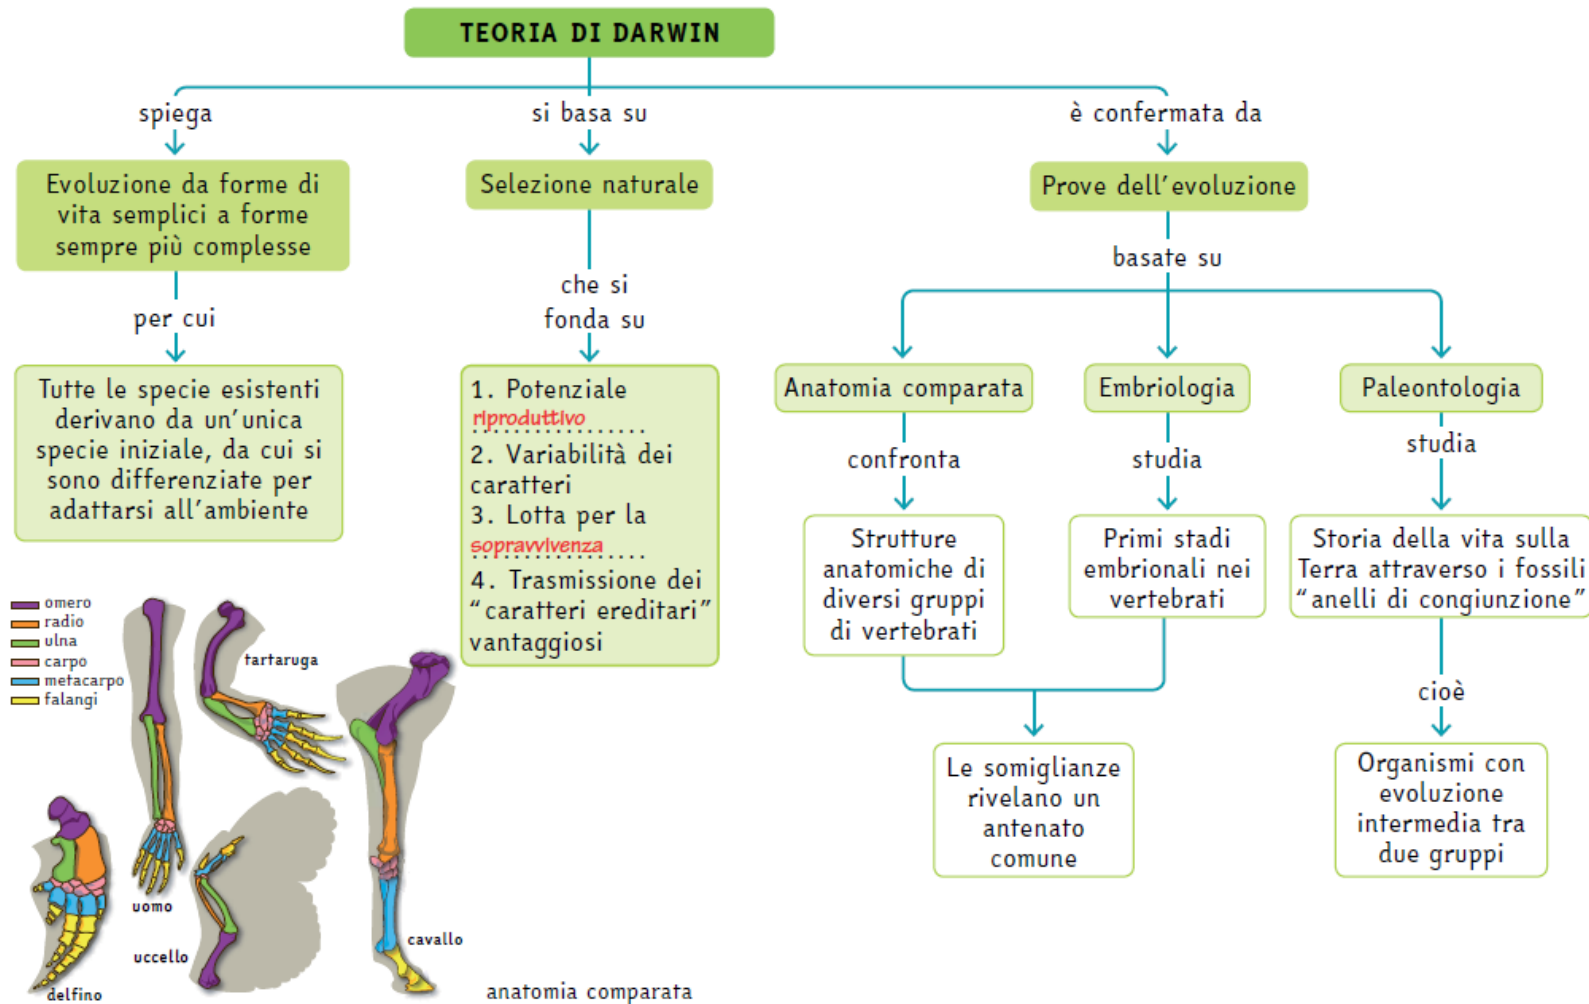 TEORIA DI DARWIN
spiega
si basa su
è confermata da
Evoluzione da forme di
vita semplici a forme
sempre più complesse
Selezione naturale
Prove dell'evoluzione
per cui
che si
fonda su
basate su
Tutte le specie esistenti
derivano da un'unica
specie iniziale, da cui si
sono differenziate per
adattarsi all'ambiente
1. Potenziale
riproduttivo
2. Variabilità dei
caratteri
3. Lotta per la
sopravvivenza
4. Trasmissione dei
"caratteri ereditari"
vantaggiosi
Anatomia comparata
Embriologia
Paleontologia
confronta
studia
studia
Strutture
anatomiche di
diversi gruppi
di vertebrati
Primi stadi
embrionali nei
vertebrati
Storia della vita sulla
Terra attraverso i fossili
"anelli di congiunzione"
cioè
Le somiglianze
rivelano un
antenato
comune
Organismi con
evoluzione
intermedia tra
due gruppi
omero
radio
ulna
carpo
metacarpo
falangi
tartaruga
uomo
uccello
cavallo
delfino
anatomia comparata